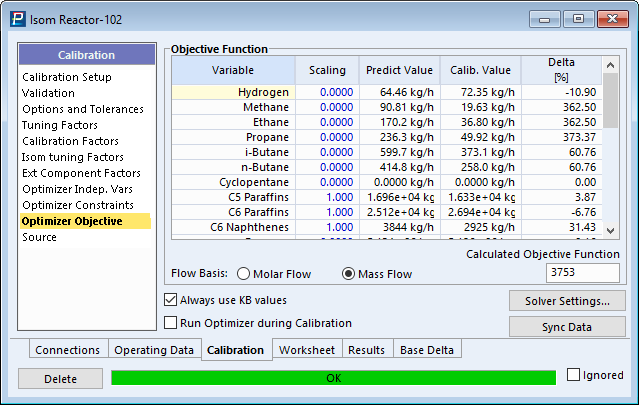 Isom Reactor-102
Calibration
Calibration Setup
Validation
Options and Tolerances
Tuning Factors
Calibration Factors
Isom tuning Factors
Ext Component Factors
Optimizer Indep. Vars
Optimizer Constraints
Optimizer Objective
Source
Objective Function
Variable Scaling Predict Value Calib. Value Delta [%]
Hydrogen 0.0000 64.46 kg/h 72.35 kg/h -10.90
Methane 0.0000 90.81 kg/h 19.63 kg/h 362.50
Ethane 0.0000 170.2 kg/h 36.80 kg/h 362.50
Propane 0.0000 236.3 kg/h 49.92 kg/h 373.37
i-Butane 0.0000 599.7 kg/h 373.1 kg/h 60.76
n-Butane 0.0000 414.8 kg/h 258.0 kg/h 60.76
Cyclopentane 0.0000 0.0000 kg/h 0.0000 kg/h 0.00
C5 Paraffins 1.000 1.696e+04 kg 1.633e+04 kg 3.87
C6 Paraffins 1.000 2.512e+04 kg 2.694e+04 kg -6.76
C6 Naphthenes 1.000 3844 kg/h 2925 kg/h 31.43
Calculated Objective Function
Flow Basis: Molar Flow Mass Flow 3753
Always use KB values Solver Settings...
Run Optimizer during Calibration Sync Data
Connections Operating Data Calibration Worksheet Results Base Delta
Delete OK Ignored